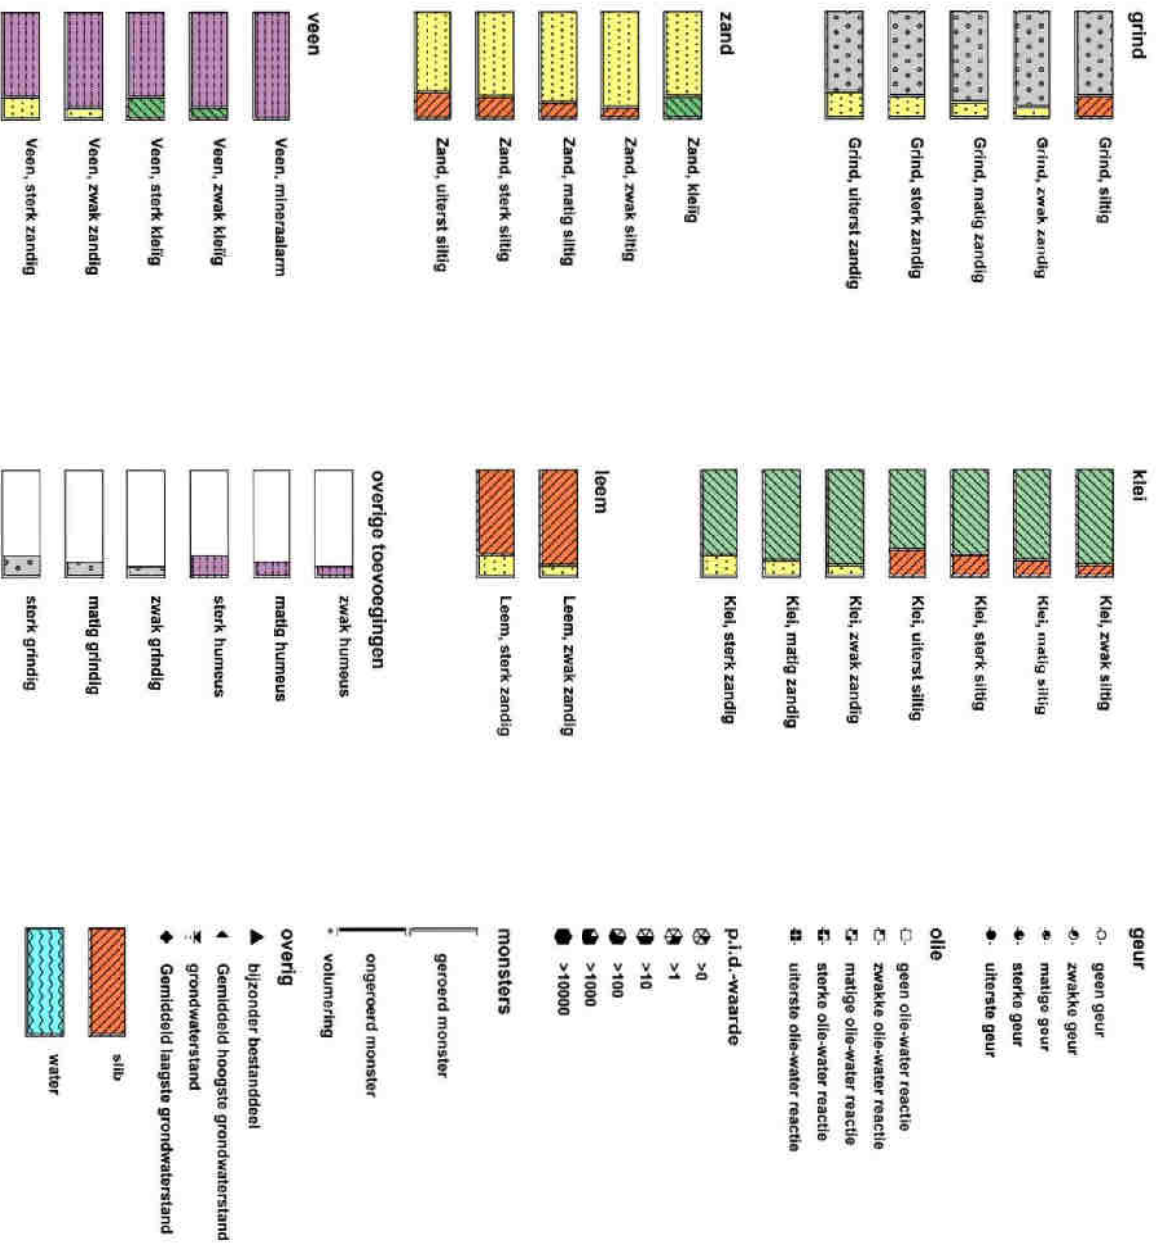 grind
Grind, siltig
Grind, zwak zandig
Grind, matig zandig
Grind, sterk zandig
Grind, uiterst zandig
zand
Zand, kleiïg
Zand, zwak siltig
Zand, matig siltig
Zand, sterk siltig
Zand, uiterst siltig
veen
Veen, mineraalarm
Veen, zwak kleiïg
Veen, sterk kleiïg
Veen, zwak zandig
Veen, sterk zandig
klei
Klei, zwak siltig
Klei, matig siltig
Klei, sterk siltig
Klei, uiterst siltig
Klei, zwak zandig
Klei, matig zandig
Klei, sterk zandig
leem
Leem, zwak zandig
Leem, sterk zandig
overige toevoegingen
zwak humeus
matig humeus
sterk humeus
zwak grindig
matig grindig
sterk grindig
geur
geen geur
zwakke geur
matige geur
sterke geur
uiterste geur
olie
geen olie-water reactie
zwakke olie-water reactie
matige olie-water reactie
sterke olie-water reactie
uiterste olie-water reactie
p.i.d.-waarde
>0
>1
>10
>100
>1000
>10000
monsters
geroerd monster
ongeroerd monster
volumering
overig
bijzonder bestanddeel
Gemiddeld hoogste grondwaterstand
grondwaterstand
Gemiddeld laagste grondwaterstand
slib
water